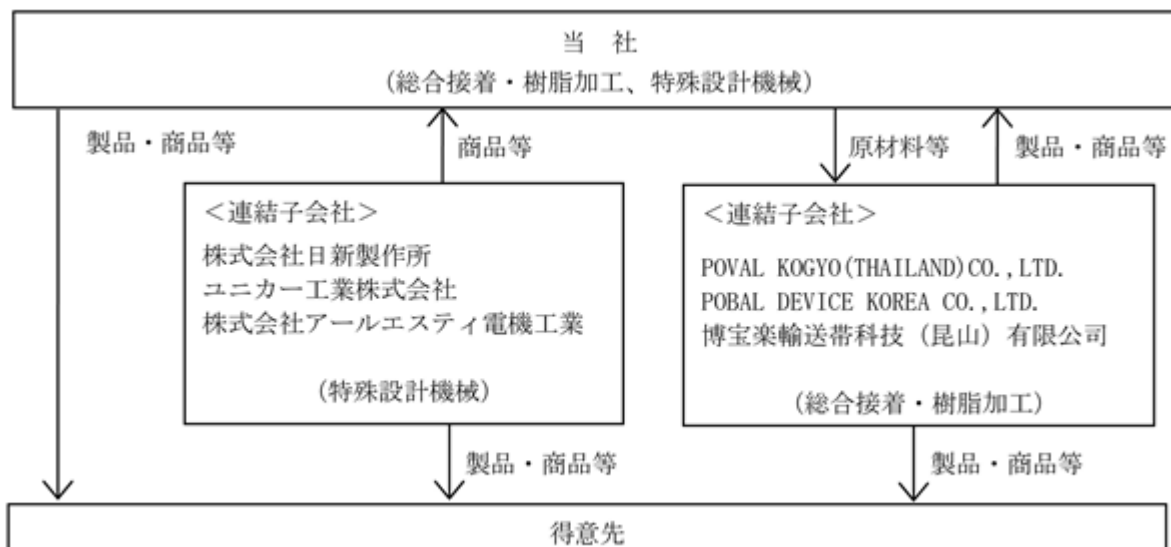 当 社
(総合接着・樹脂加工、特殊設計機械)
製品・商品等
商品等
原材料等
製品・商品等
＜連結子会社＞
株式会社日新製作所
ユニカー工業株式会社
株式会社アールエスティ電機工業
(特殊設計機械)
＜連結子会社＞
POVAL KOGYO(THAILAND)CO.,LTD.
POBAL DEVICE KOREA CO.,LTD.
博宝楽輸送帯科技（昆山）有限公司
(総合接着・樹脂加工)
製品・商品等
製品・商品等
得意先